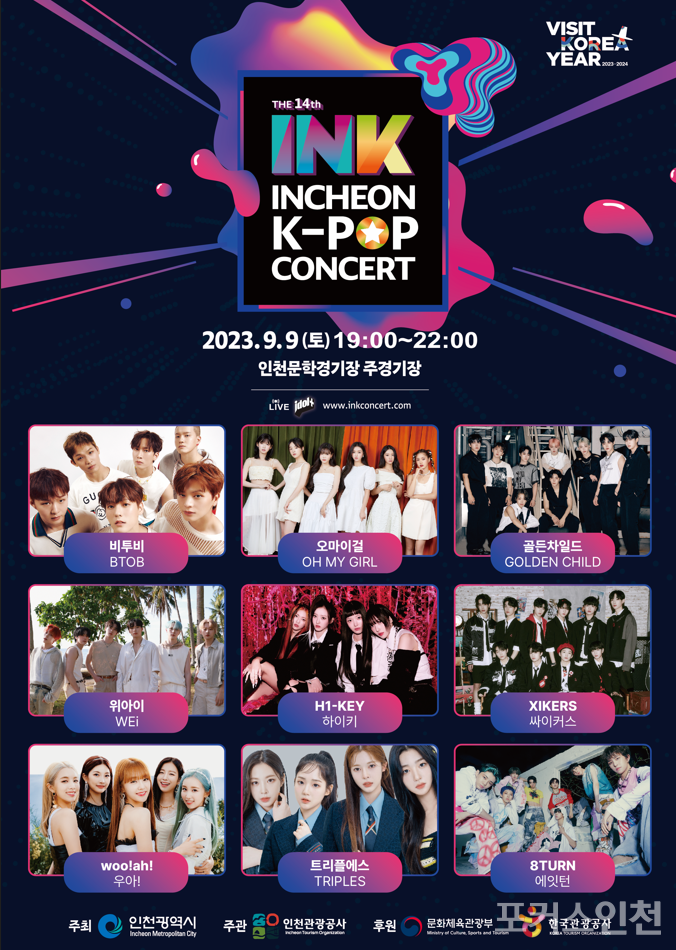 VISIT
KOREA
YEAR 2023-2024
THE 14th
INK
INCHEON
K-POP
CONCERT
2023.9.9(토)19:00~22:00
인천문학경기장 주경기장
LIVE idol+ www.inkconcert.com
비투비
BTOB
오마이걸
OH MY GIRL
골든차일드
GOLDEN CHILD
위아이
WEi
H1-KEY
하이키
XIKERS
싸이커스
woo!ah!
우아!
트리플에스
TRIPLES
8TURN
에잇턴
주최 인천광역시
Incheon Metropolitan City
주관 인천관광공사
Incheon Tourism Organization
후원 문화체육관광부
Ministry of Culture, Sports and Tourism
한국관광공사
KOREA TOURISM ORGANIZATION
포커스인천